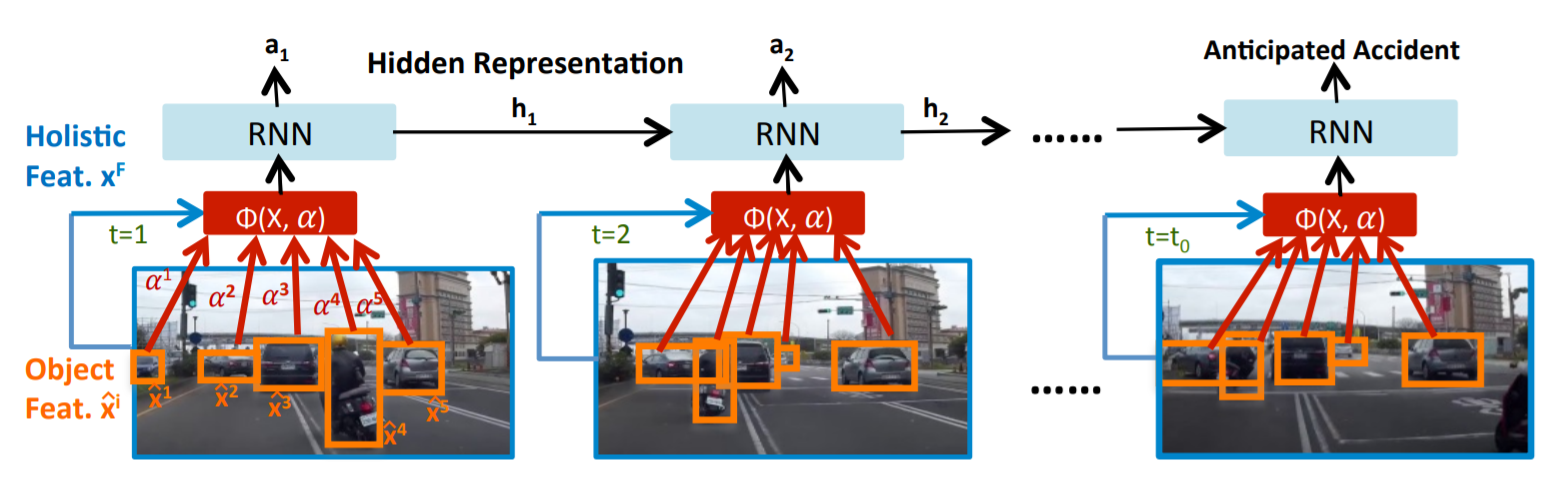 a₁
Hidden Representation
a₂
Anticipated Accident
RNN
h₁
RNN
h₂
......
RNN
Holistic
Feat. xᶠ
Φ(X, α)
Φ(X, α)
Φ(X, α)
t=1
t=2
t=t₀
α¹
α²
α³
α⁴
α⁵
Object
Feat. x̂ⁱ
x̂¹
x̂²
x̂³
x̂⁴
x̂⁵
......